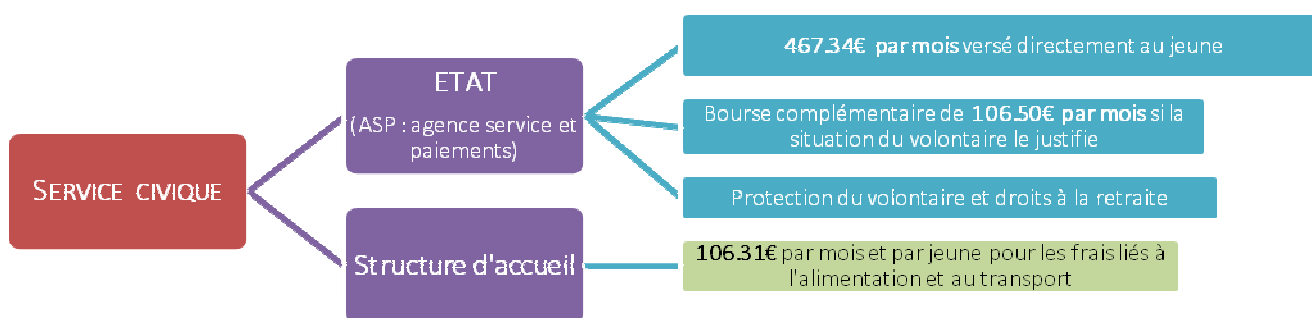 SERVICE CIVIQUE
ETAT
(ASP : agence service et
paiements)
467.34€ par mois versé directement au jeune
Bourse complémentaire de 106.50€ par mois si la
situation du volontaire le justifie
Protection du volontaire et droits à la retraite
Structure d'accueil
106.31€ par mois et par jeune pour les frais liés à
l'alimentation et au transport